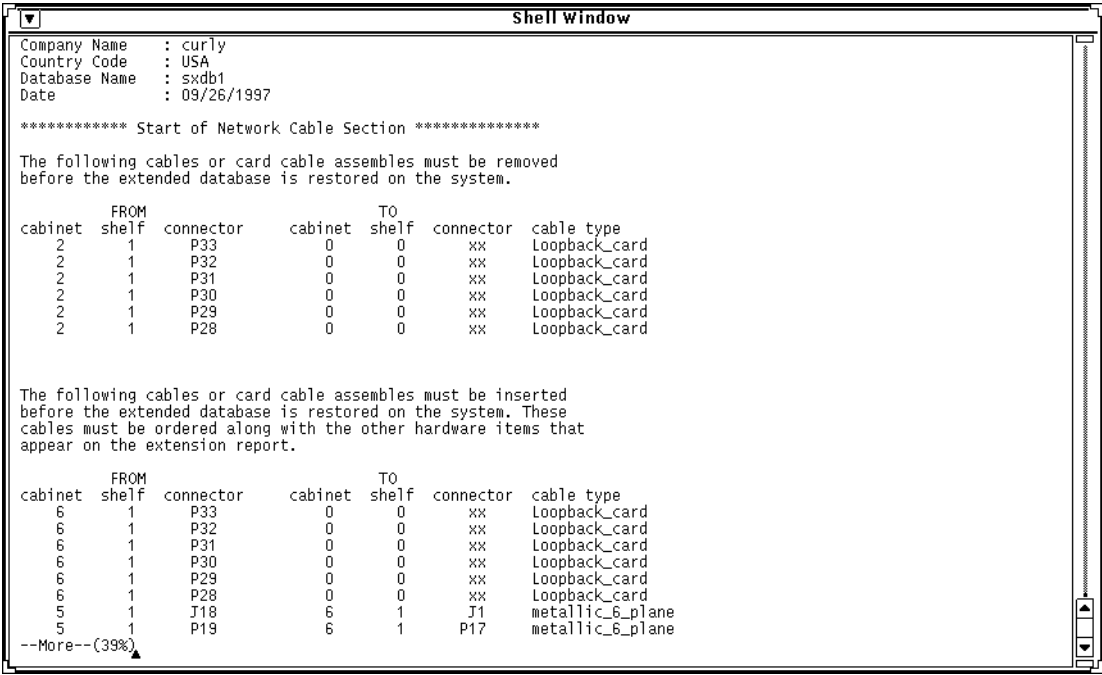 Shell Window
Company Name    : curly
Country Code    : USA
Database Name   : sxdb1
Date            : 09/26/1997
************ Start of Network Cable Section **************
The following cables or card cable assembles must be removed
before the extended database is restored on the system.
FROM                          TO
cabinet  shelf  connector     cabinet  shelf  connector  cable type
2       1      P33           0       0       xx     Loopback_card
2       1      P32           0       0       xx     Loopback_card
2       1      P31           0       0       xx     Loopback_card
2       1      P30           0       0       xx     Loopback_card
2       1      P29           0       0       xx     Loopback_card
2       1      P28           0       0       xx     Loopback_card
The following cables or card cable assembles must be inserted
before the extended database is restored on the system. These
cables must be ordered along with the other hardware items that
appear on the extension report.
FROM                          TO
cabinet  shelf  connector     cabinet  shelf  connector  cable type
6       1      P33           0       0       xx     Loopback_card
6       1      P32           0       0       xx     Loopback_card
6       1      P31           0       0       xx     Loopback_card
6       1      P30           0       0       xx     Loopback_card
6       1      P29           0       0       xx     Loopback_card
6       1      P28           0       0       xx     Loopback_card
5       1      J18           6       1       J1     metallic_6_plane
5       1      P19           6       1       P17    metallic_6_plane
--More--(39%)